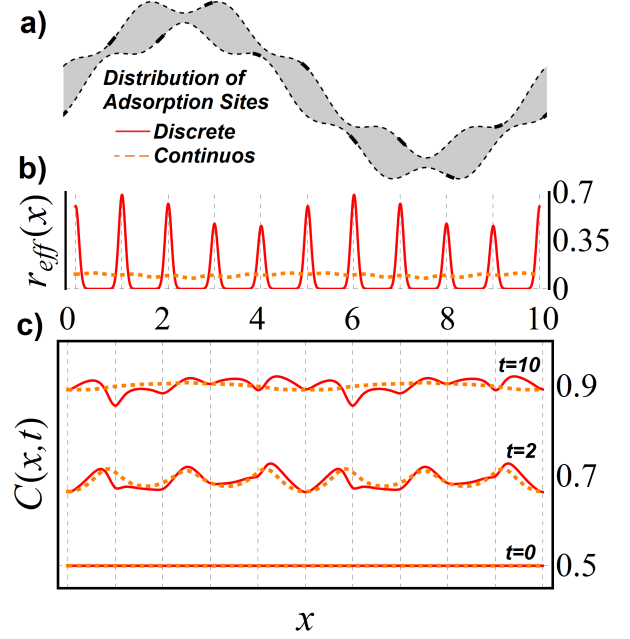 a)
Distribution of
Adsorption Sites
Discrete
Continuos
b)
r_eff(x)
0.7
0.35
0
0 2 4 6 8 10
c)
C(x,t)
t=10
0.9
t=2
0.7
t=0
0.5
x